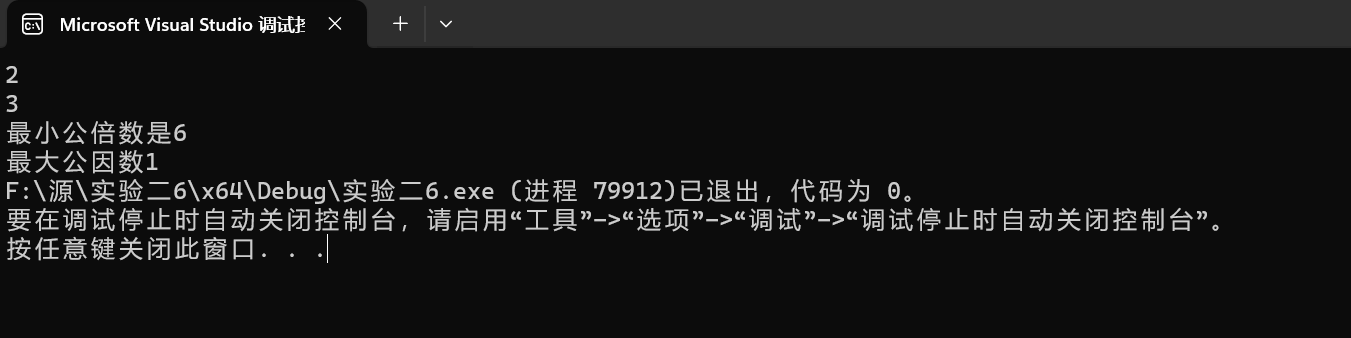 Microsoft Visual Studio 调试
2
3
最小公倍数是6
最大公因数1
F:\源\实验二6\x64\Debug\实验二6.exe (进程 79912)已退出，代码为 0。
要在调试停止时自动关闭控制台，请启用“工具”->“选项”->“调试”->“调试停止时自动关闭控制台”。
按任意键关闭此窗口. . .